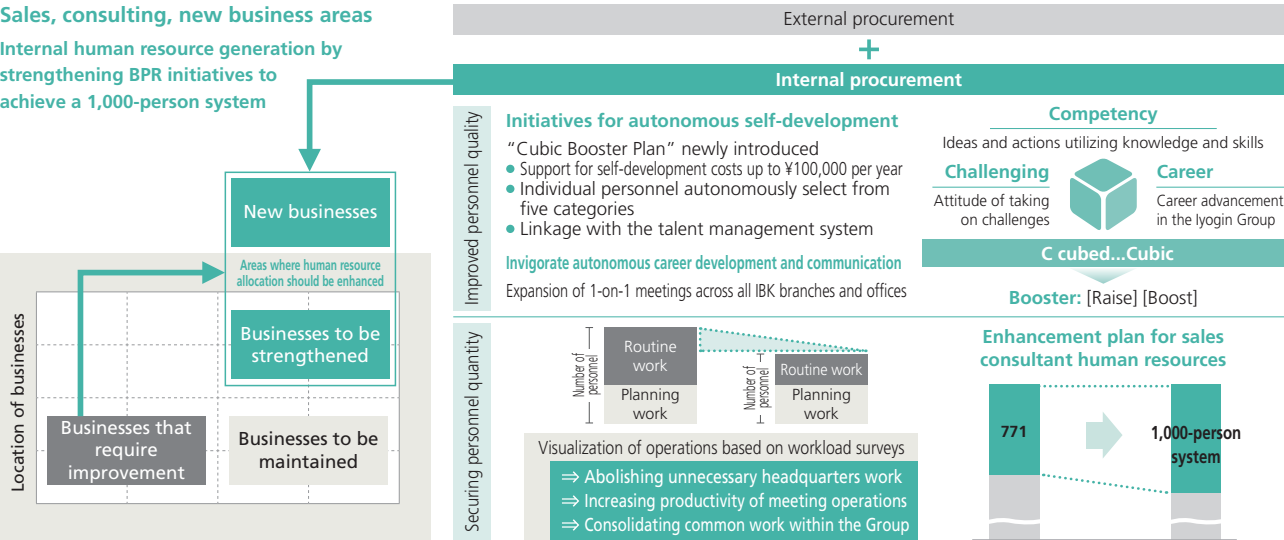 Sales, consulting, new business areas
Internal human resource generation by
strengthening BPR initiatives to
achieve a 1,000-person system
New businesses
Areas where human resource
allocation should be enhanced
Businesses to be
strengthened
Location of businesses
Businesses that
require
improvement
Businesses to be
maintained
External procurement
+
Internal procurement
Improved personnel quality
Initiatives for autonomous self-development
“Cubic Booster Plan” newly introduced
● Support for self-development costs up to ¥100,000 per year
● Individual personnel autonomously select from
five categories
● Linkage with the talent management system
Invigorate autonomous career development and communication
Expansion of 1-on-1 meetings across all IBK branches and offices
Competency
Ideas and actions utilizing knowledge and skills
Challenging
Attitude of taking
on challenges
Career
Career advancement
in the Iyogin Group
C cubed...Cubic
Booster: [Raise] [Boost]
Securing personnel quantity
Number of
personnel
Routine
work
Planning
work
Number of
personnel
Routine work
Planning
work
Visualization of operations based on workload surveys
⇒ Abolishing unnecessary headquarters work
⇒ Increasing productivity of meeting operations
⇒ Consolidating common work within the Group
Enhancement plan for sales
consultant human resources
771
1,000-person
system